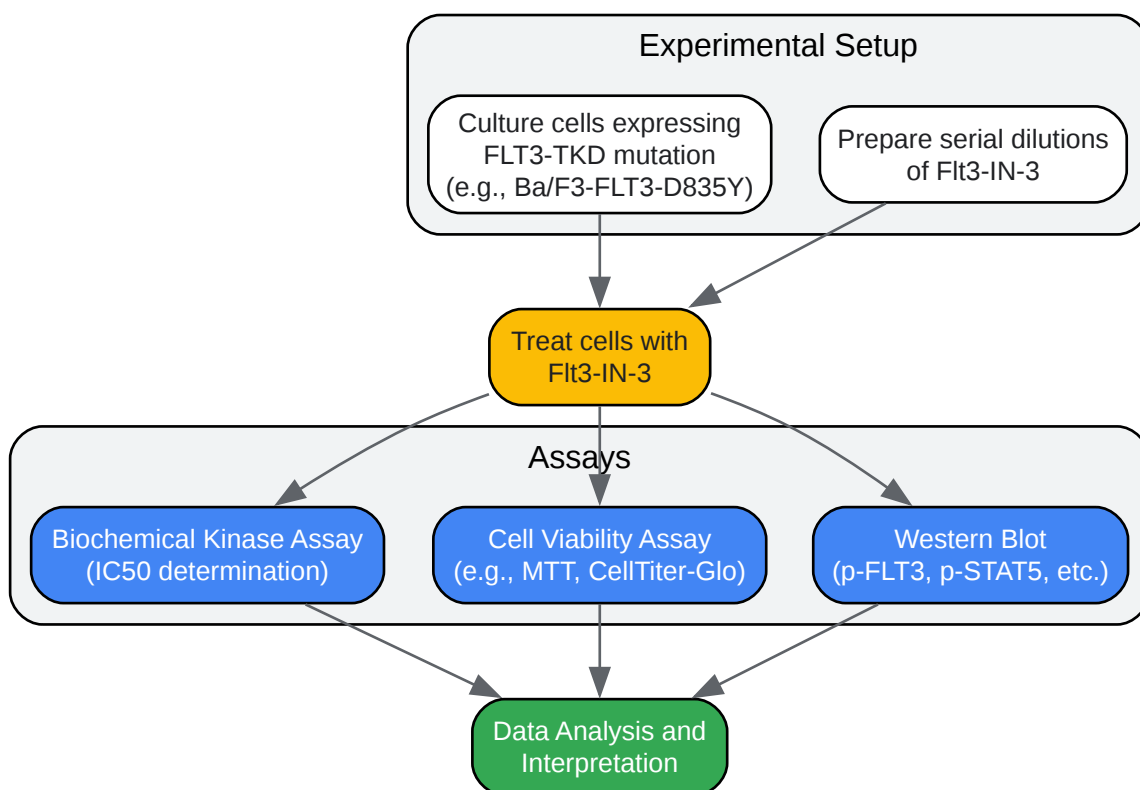 Experimental Setup
Culture cells expressing
FLT3-TKD mutation
(e.g., Ba/F3-FLT3-D835Y)
Prepare serial dilutions
of Flt3-IN-3
Treat cells with
Flt3-IN-3
Assays
Biochemical Kinase Assay
(IC50 determination)
Cell Viability Assay
(e.g., MTT, CellTiter-Glo)
Western Blot
(p-FLT3, p-STAT5, etc.)
Data Analysis and
Interpretation